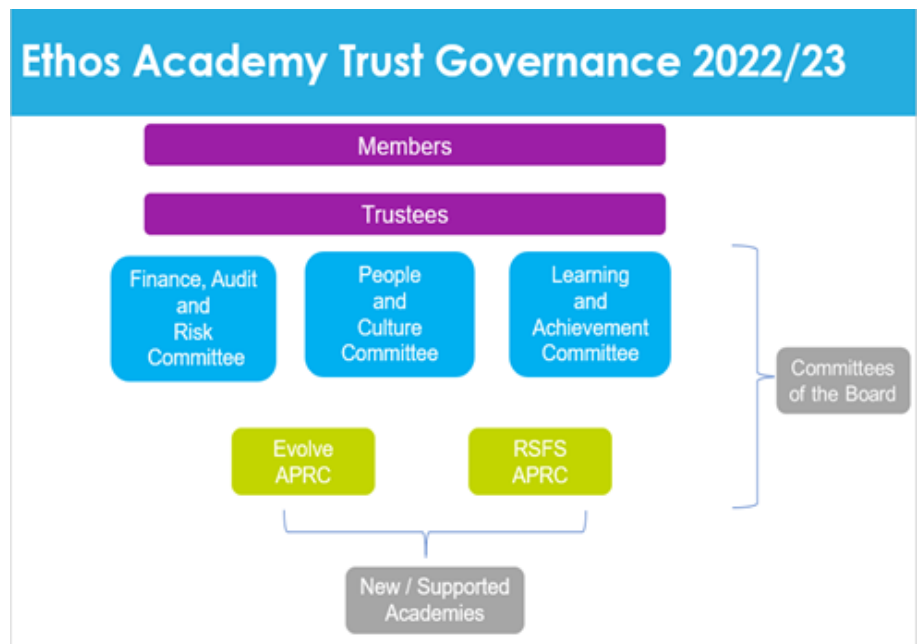 Ethos Academy Trust Governance 2022/23
Members
Trustees
Finance, Audit
and
Risk
Committee
People
and
Culture
Committee
Learning
and
Achievement
Committee
Committees
of the Board
Evolve
APRC
RSFS
APRC
New / Supported
Academies